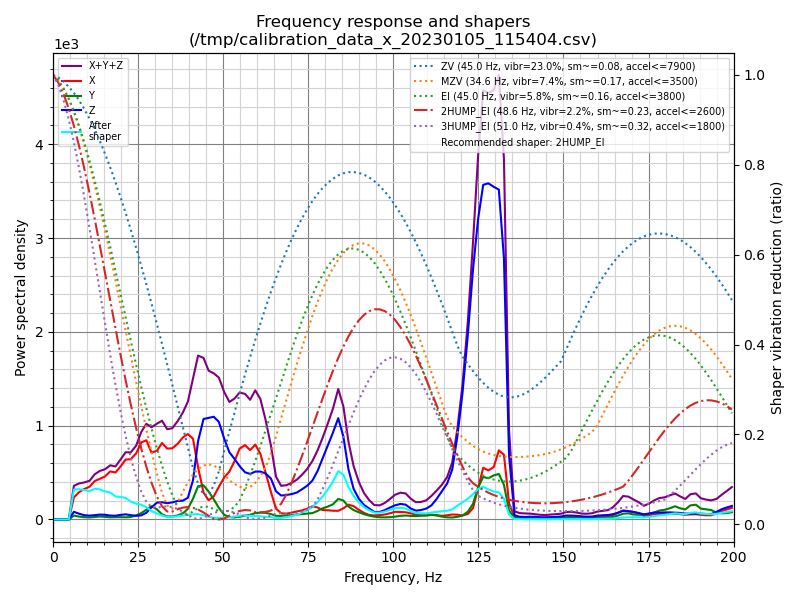 Frequency response and shapers
(/tmp/calibration_data_x_20230105_115404.csv)
1e3
X+Y+Z
X
Y
Z
After
shaper
ZV (45.0 Hz, vibr=23.0%, sm~=0.08, accel<=7900)
MZV (34.6 Hz, vibr=7.4%, sm~=0.17, accel<=3500)
EI (45.0 Hz, vibr=5.8%, sm~=0.16, accel<=3800)
2HUMP_EI (48.6 Hz, vibr=2.2%, sm~=0.23, accel<=2600)
3HUMP_EI (51.0 Hz, vibr=0.4%, sm~=0.32, accel<=1800)
Recommended shaper: 2HUMP_EI
Power spectral density
4
3
2
1
0
1.0
0.8
0.6
0.4
0.2
0.0
Shaper vibration reduction (ratio)
0 25 50 75 100 125 150 175 200
Frequency, Hz